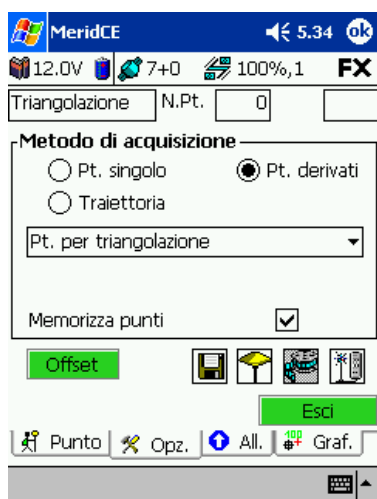 MeridCE 5.34 ok
12.0V 7+0 100%,1 FX
Triangolazione N.Pt. 0
Metodo di acquisizione
Pt. singolo Pt. derivati
Traiettoria
Pt. per triangolazione
Memorizza punti
Offset
Esci
Punto Opz. All. Graf.